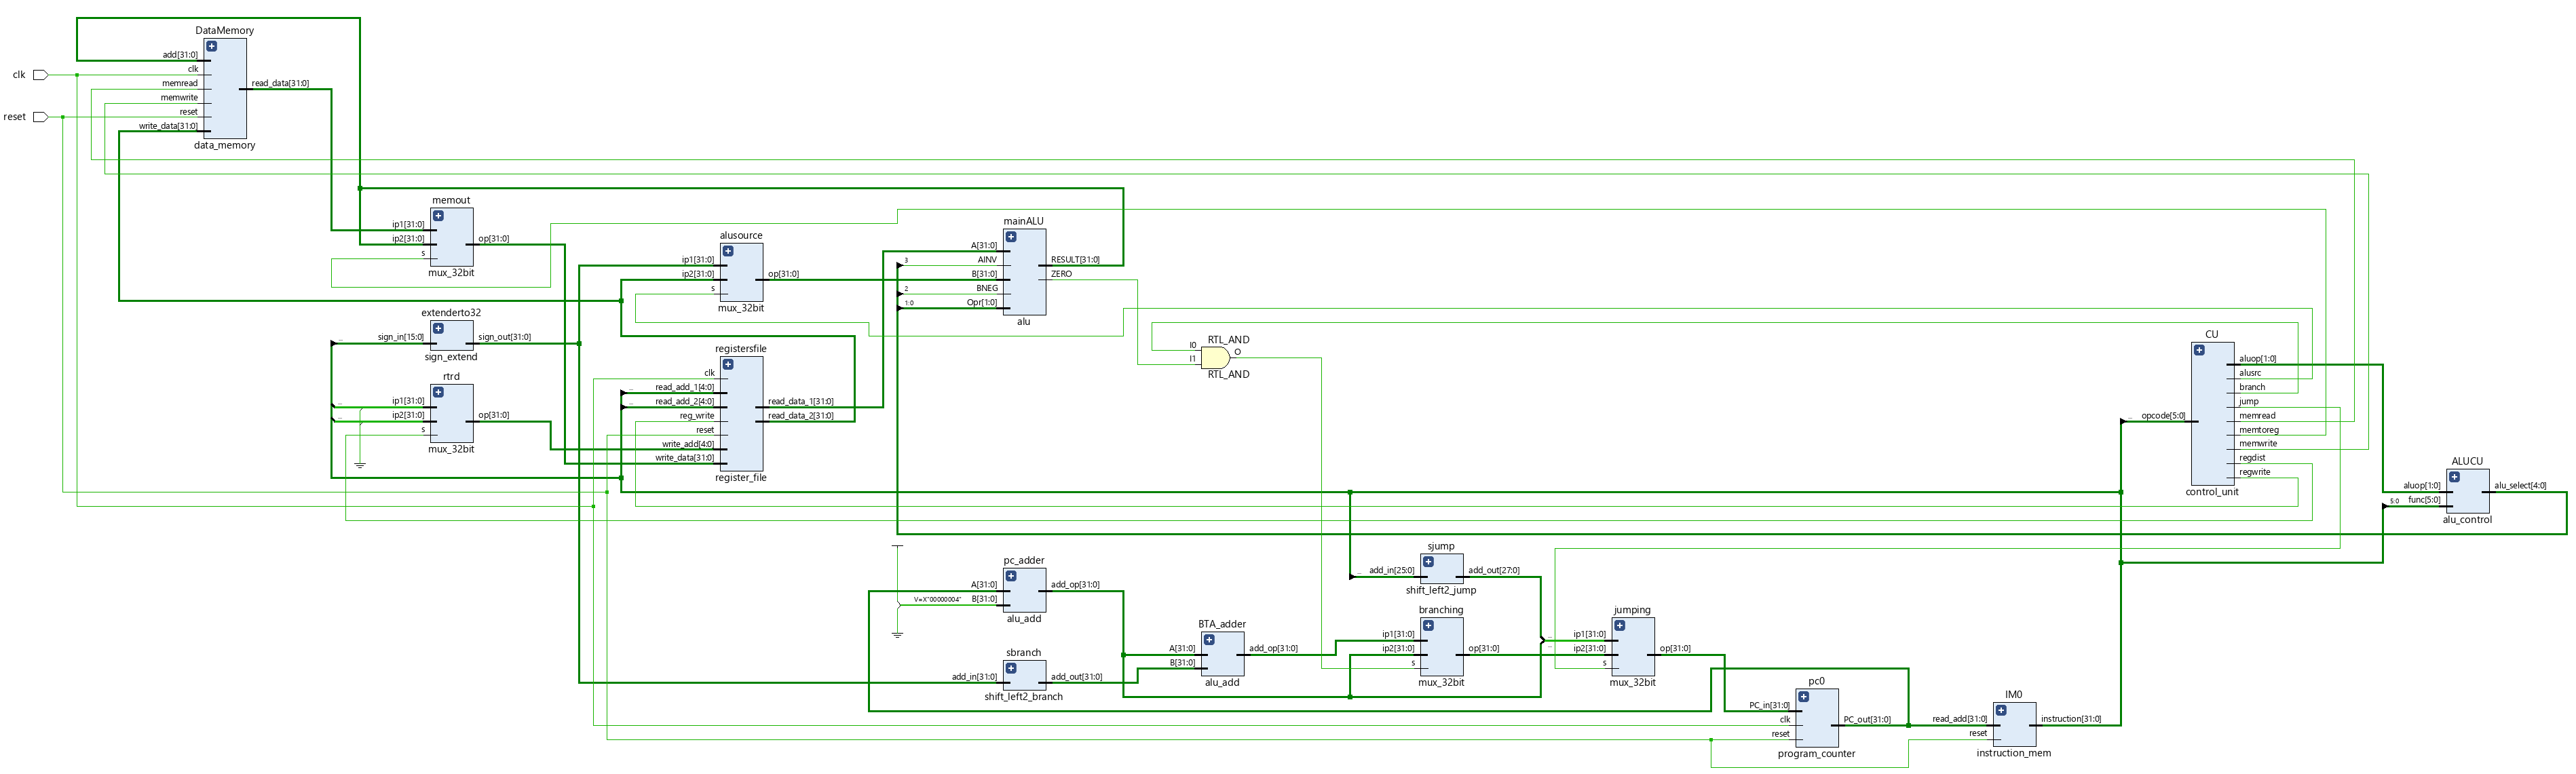 clk
reset
DataMemory
add[31:0]
clk
memread
memwrite
reset
write_data[31:0]
read_data[31:0]
data_memory
memout
ip1[31:0]
ip2[31:0]
s
op[31:0]
mux_32bit
extenderto32
sign_in[15:0]
sign_out[31:0]
sign_extend
rtrd
ip1[31:0]
ip2[31:0]
s
op[31:0]
mux_32bit
alusource
ip1[31:0]
ip2[31:0]
s
op[31:0]
mux_32bit
registersfile
clk
read_add_1[4:0]
read_add_2[4:0]
reg_write
reset
write_add[4:0]
write_data[31:0]
read_data_1[31:0]
read_data_2[31:0]
register_file
mainALU
A[31:0]
3 AINV
B[31:0]
2 BNEG
1:0 Opr[1:0]
RESULT[31:0]
ZERO
alu
RTL_AND
I0
I1
O
RTL_AND
pc_adder
A[31:0]
V=X"00000004" B[31:0]
add_op[31:0]
alu_add
sbranch
add_in[31:0]
add_out[31:0]
shift_left2_branch
BTA_adder
A[31:0]
B[31:0]
add_op[31:0]
alu_add
sjump
add_in[25:0]
add_out[27:0]
shift_left2_jump
branching
ip1[31:0]
ip2[31:0]
s
op[31:0]
mux_32bit
jumping
ip1[31:0]
ip2[31:0]
s
op[31:0]
mux_32bit
pc0
PC_in[31:0]
clk
reset
PC_out[31:0]
program_counter
IM0
read_add[31:0]
reset
instruction[31:0]
instruction_mem
CU
opcode[5:0]
aluop[1:0]
alusrc
branch
jump
memread
memtoreg
memwrite
regdist
regwrite
control_unit
ALUCU
aluop[1:0]
5:0 func[5:0]
alu_select[4:0]
alu_control